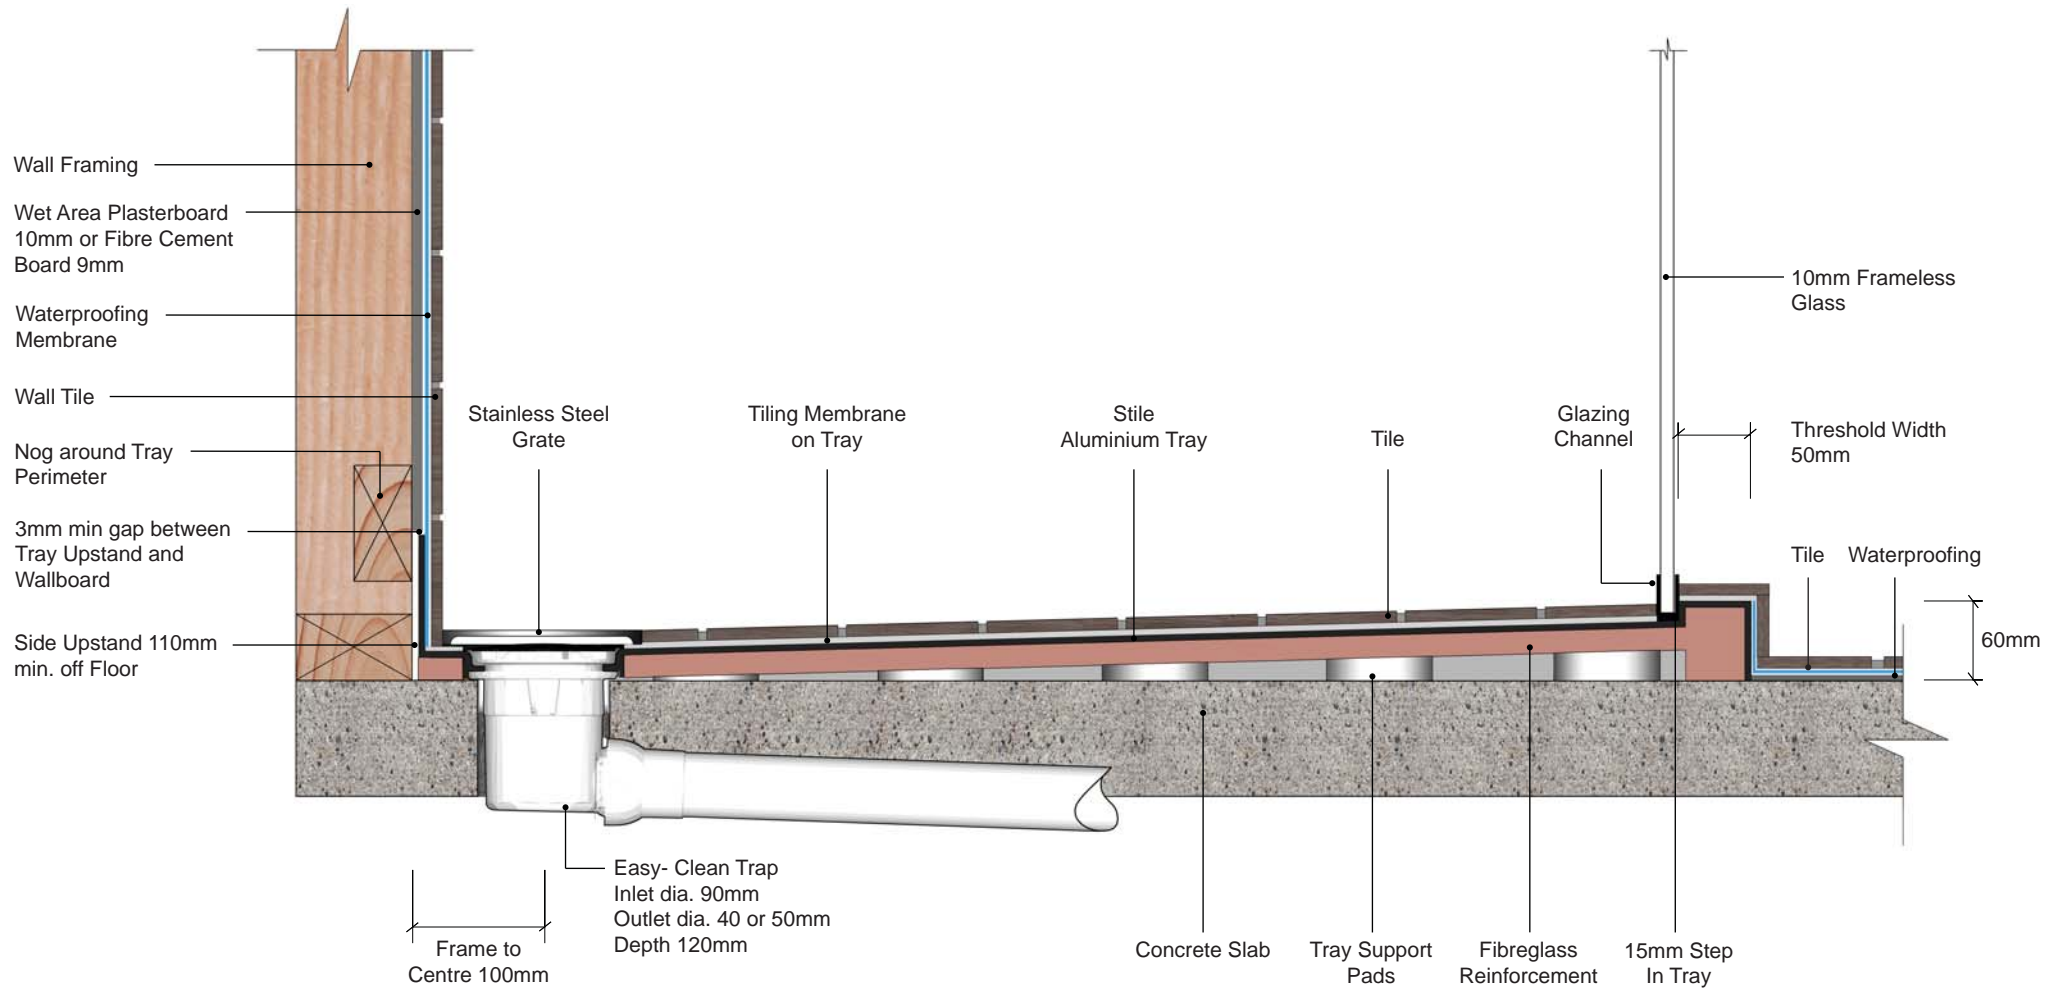 Wall Framing
Wet Area Plasterboard
10mm or Fibre Cement
Board 9mm
Waterproofing
Membrane
Wall Tile
Nog around Tray
Perimeter
3mm min gap between
Tray Upstand and
Wallboard
Side Upstand 110mm
min. off Floor
Stainless Steel
Grate
Tiling Membrane
on Tray
Stile
Aluminium Tray
Tile
Glazing
Channel
10mm Frameless
Glass
Threshold Width
50mm
Tile
Waterproofing
60mm
Easy- Clean Trap
Inlet dia. 90mm
Outlet dia. 40 or 50mm
Depth 120mm
Frame to
Centre 100mm
Concrete Slab
Tray Support
Pads
Fibreglass
Reinforcement
15mm Step
In Tray